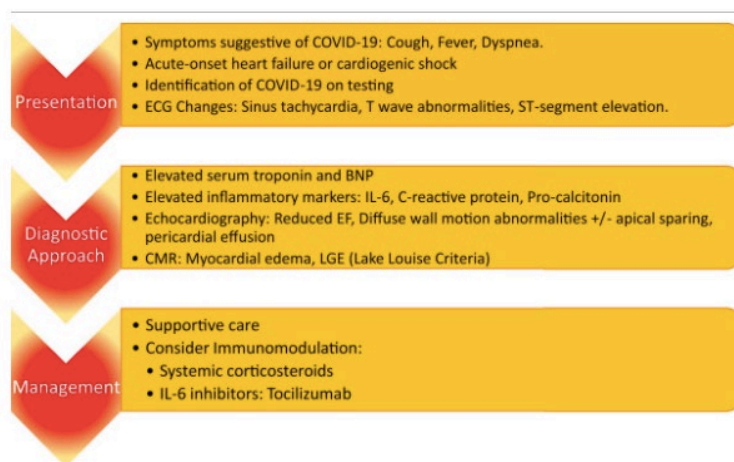 Presentation
• Symptoms suggestive of COVID-19: Cough, Fever, Dyspnea.
• Acute-onset heart failure or cardiogenic shock
• Identification of COVID-19 on testing
• ECG Changes: Sinus tachycardia, T wave abnormalities, ST-segment elevation.
Diagnostic
Approach
• Elevated serum troponin and BNP
• Elevated inflammatory markers: IL-6, C-reactive protein, Pro-calcitonin
• Echocardiography: Reduced EF, Diffuse wall motion abnormalities +/- apical sparing,
pericardial effusion
• CMR: Myocardial edema, LGE (Lake Louise Criteria)
Management
• Supportive care
• Consider Immunomodulation:
• Systemic corticosteroids
• IL-6 inhibitors: Tocilizumab